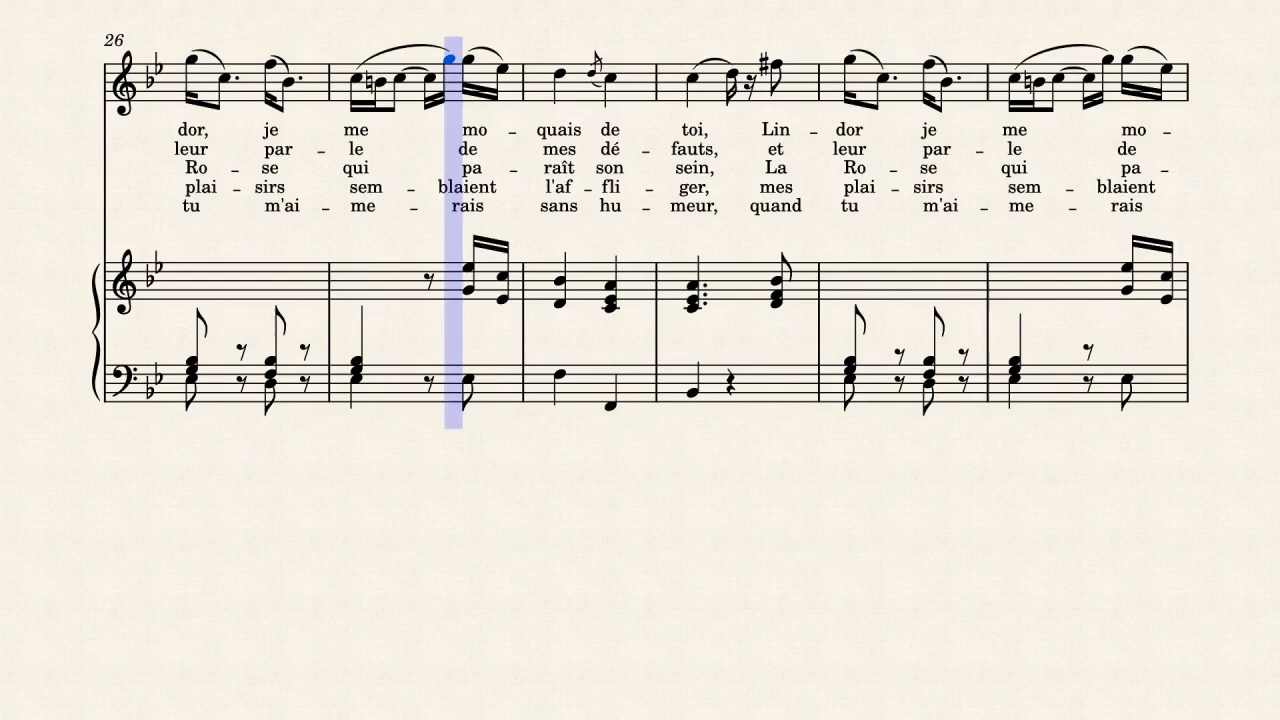 26
dor, je me mo - quais de toi, Lin - dor je me mo -
leur par - le de mes dé - fauts, et leur par - le de
Ro - se qui pa - raît son sein, La Ro - se qui pa -
plai - sirs sem - blaient l'af - fli - ger, mes plai - sirs sem - blaient
tu m'ai - me - rais sans hu - meur, quand tu m'ai - me - rais